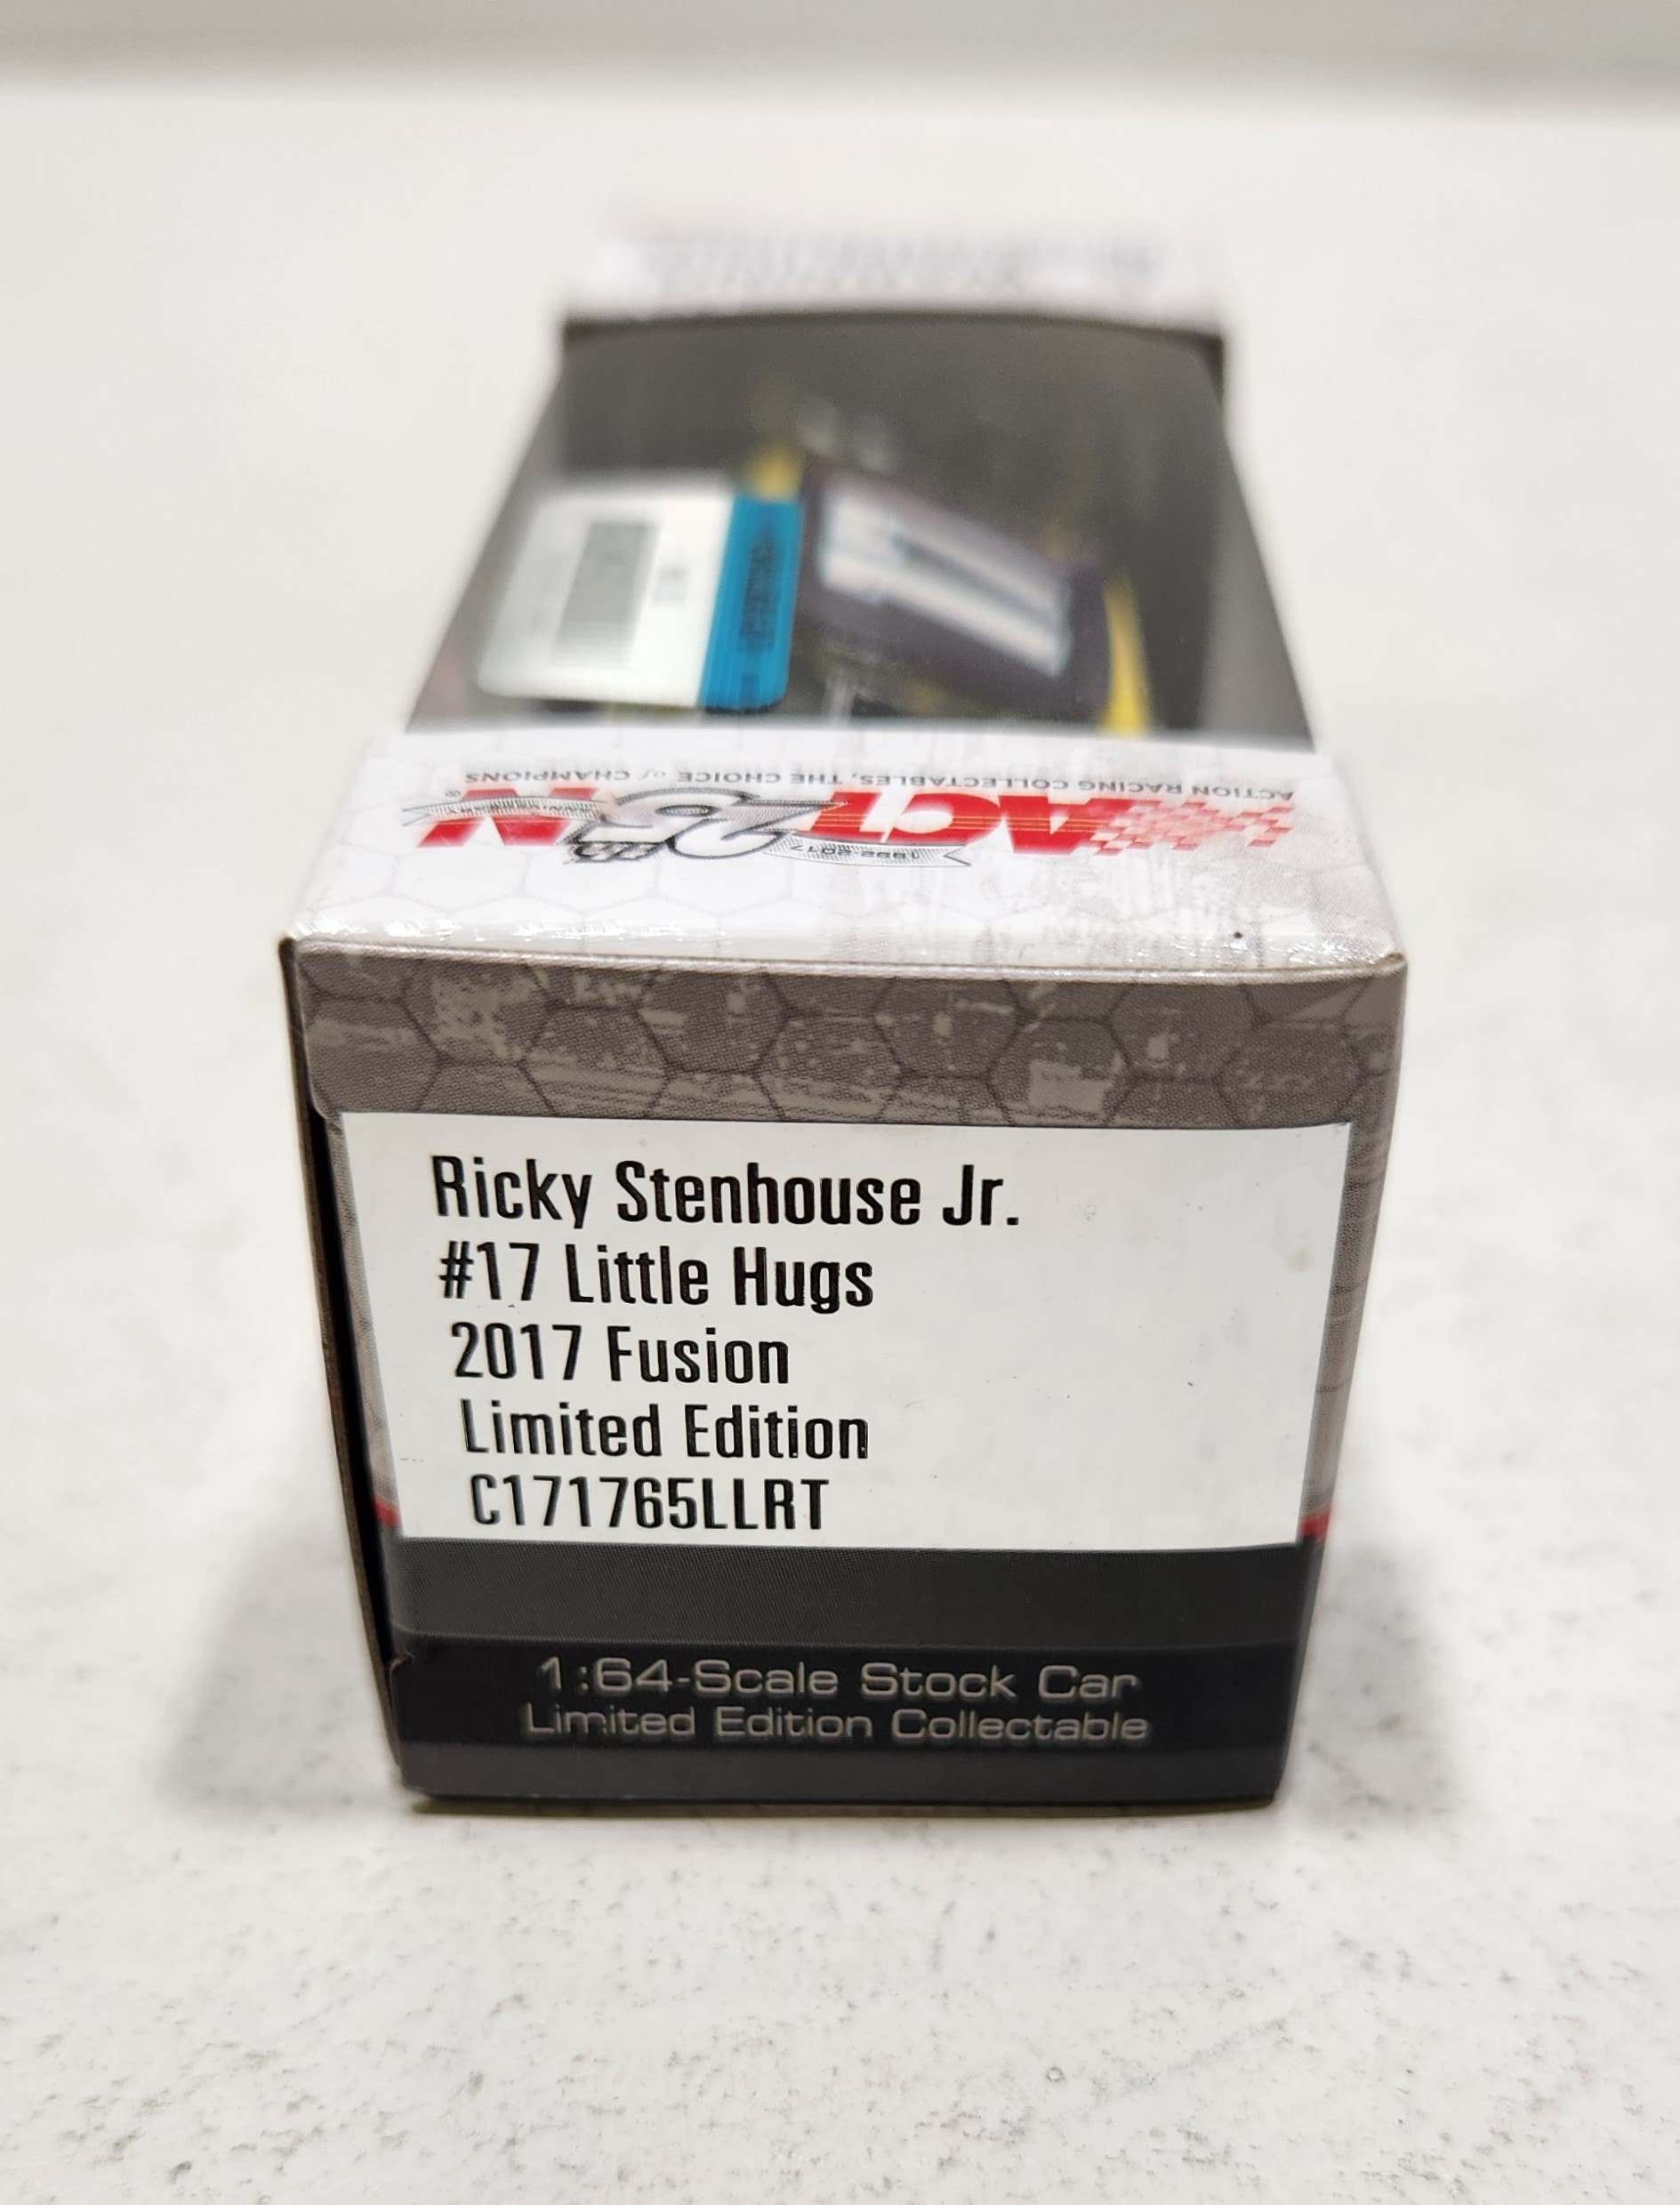 ACTION RACING COLLECTABLES, THE CHOICE of CHAMPIONS
ACTION
25
1992-2017
Ricky Stenhouse Jr.
#17 Little Hugs
2017 Fusion
Limited Edition
C171765LLRT
1:64-Scale Stock Car
Limited Edition Collectable